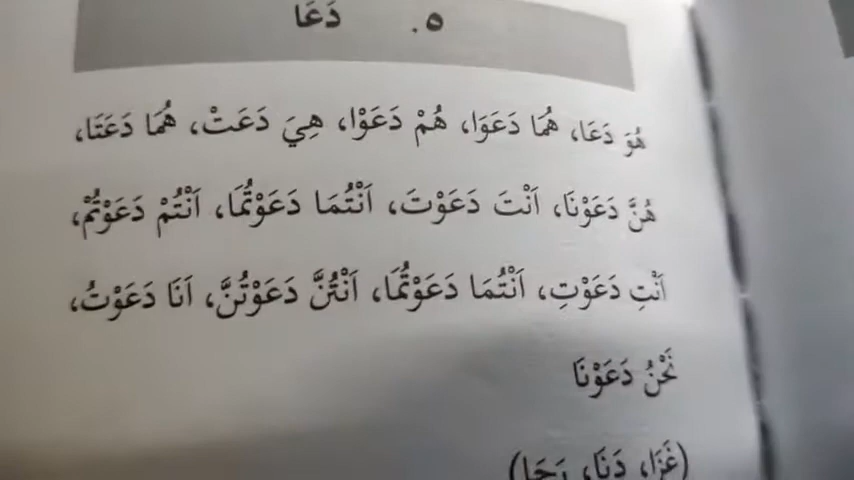 ٥. دَعَا
هُوَ دَعَا، هُمَا دَعَوَا، هُمْ دَعَوْا، هِيَ دَعَتْ، هُمَا دَعَتَا،
هُنَّ دَعَوْنَا، اَنْتَ دَعَوْتَ، اَنْتُمَا دَعَوْتُمَا، اَنْتُمْ دَعَوْتُمْ،
اَنْتِ دَعَوْتِ، اَنْتُمَا دَعَوْتُمَا، اَنْتُنَّ دَعَوْتُنَّ، اَنَا دَعَوْتُ،
نَحْنُ دَعَوْنَا
(غَزَا، دَنَا، رَجَا)